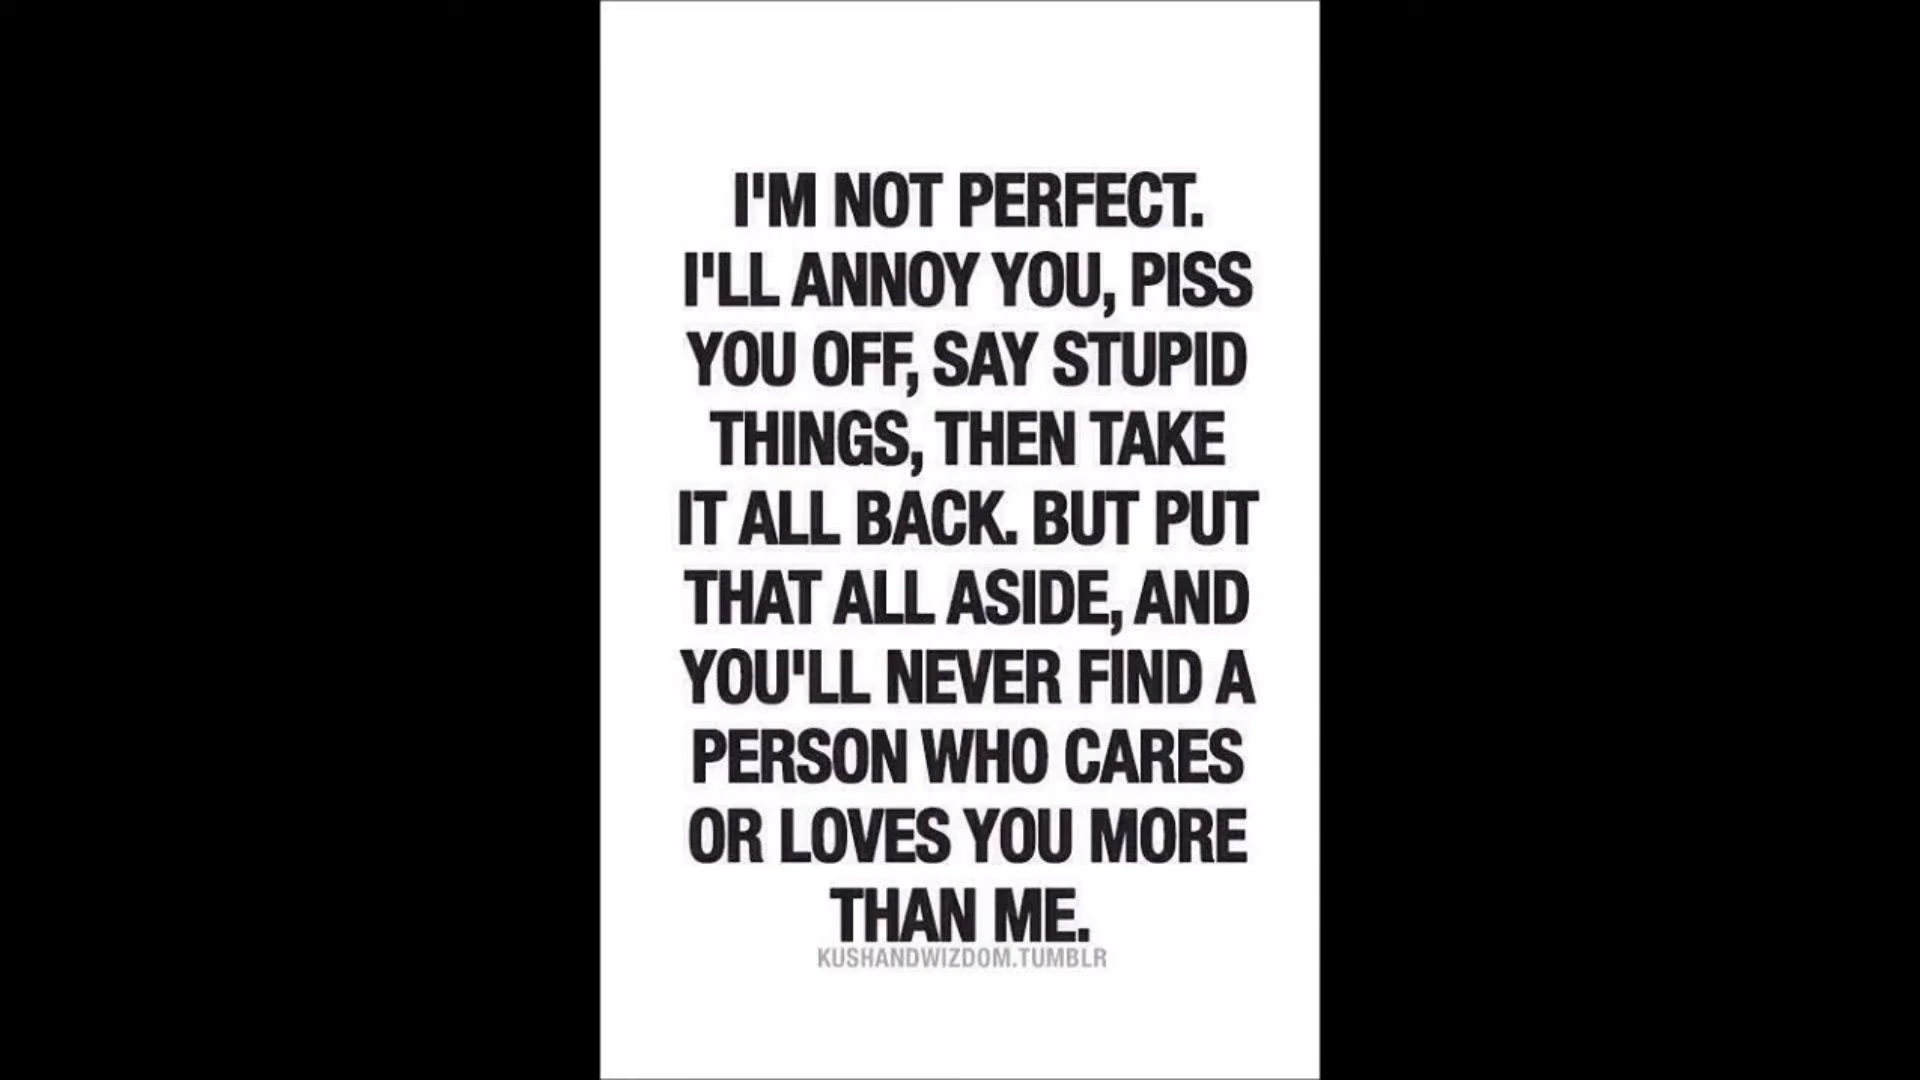 I'M NOT PERFECT.
I'LL ANNOY YOU, PISS
YOU OFF, SAY STUPID
THINGS, THEN TAKE
IT ALL BACK. BUT PUT
THAT ALL ASIDE, AND
YOU'LL NEVER FIND A
PERSON WHO CARES
OR LOVES YOU MORE
THAN ME.
KUSHANDWIZDOM.TUMBLR